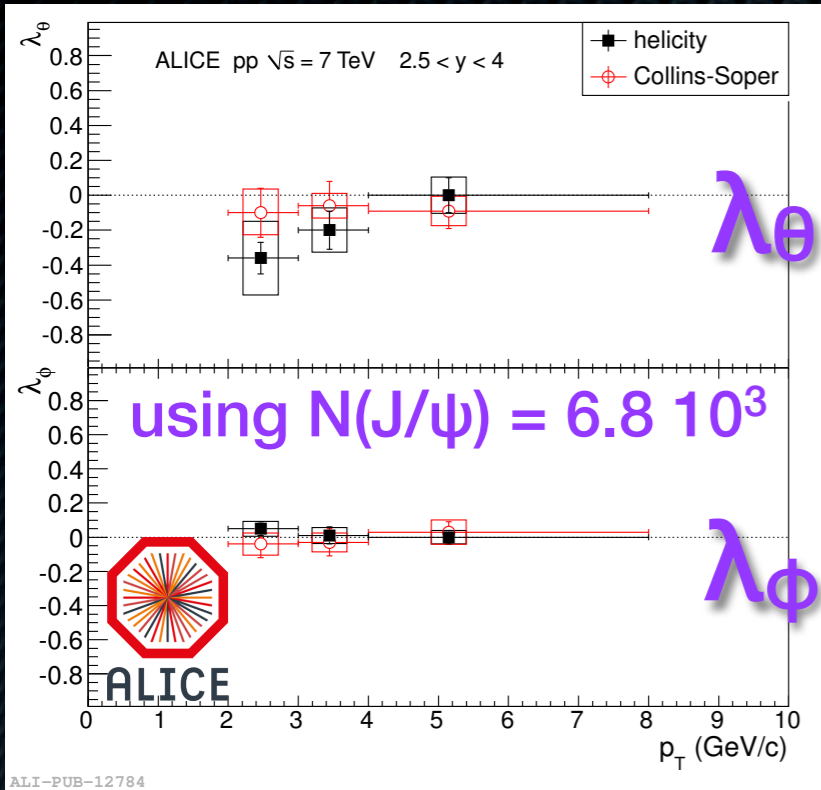 λθ
0.8
0.6
0.4
0.2
0
-0.2
-0.4
-0.6
-0.8
ALICE pp √s = 7 TeV 2.5 < y < 4
helicity
Collins-Soper
λθ
λϕ
0.8
0.6
0.4
0.2
0
-0.2
-0.4
-0.6
-0.8
using N(J/ψ) = 6.8 10³
λϕ
ALICE
0 1 2 3 4 5 6 7 8 9 10
p_T (GeV/c)
ALI-PUB-12784